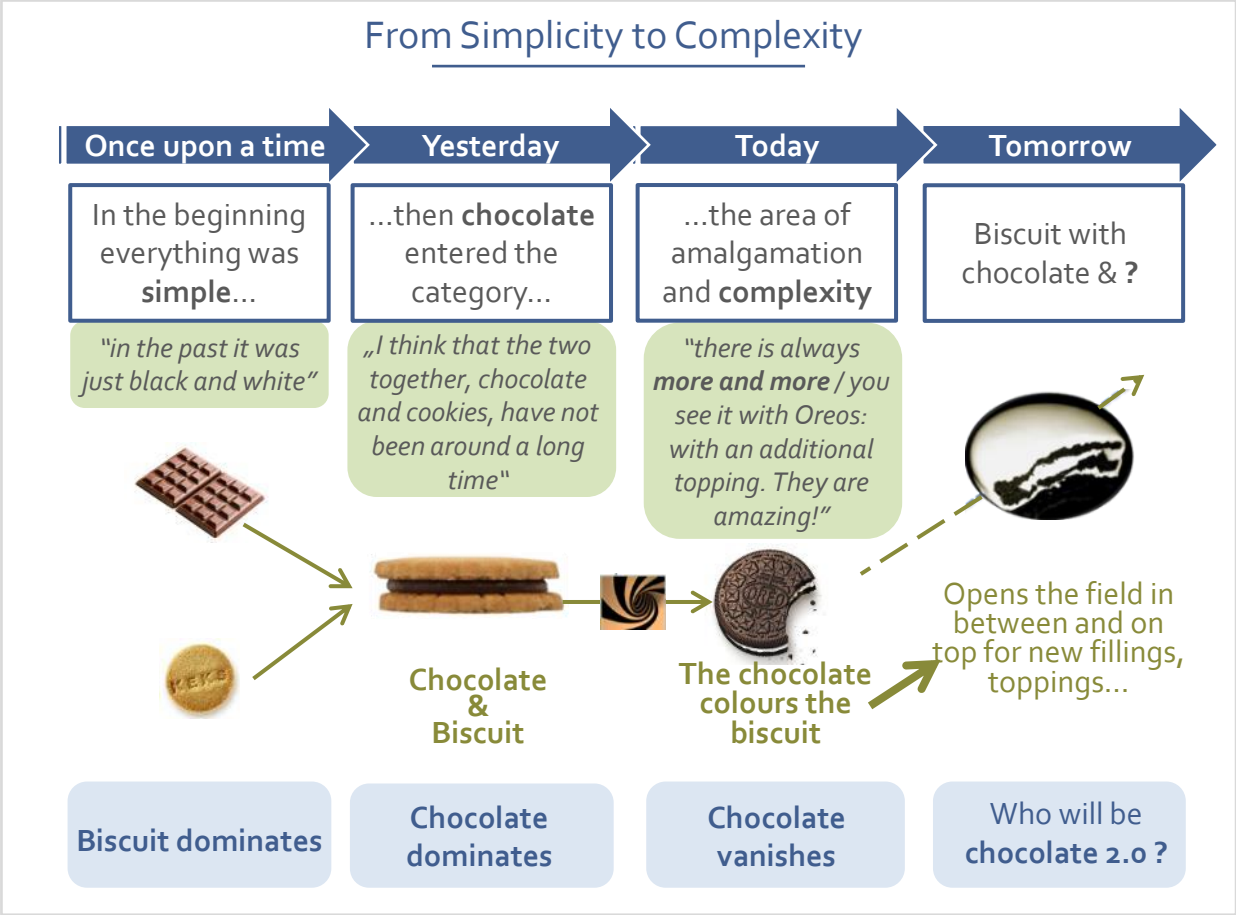 From Simplicity to Complexity
Once upon a time
Yesterday
Today
Tomorrow
In the beginning
everything was
simple...
...then chocolate
entered the
category...
...the area of
amalgamation
and complexity
Biscuit with
chocolate & ?
“in the past it was
just black and white”
„I think that the two
together, chocolate
and cookies, have not
been around a long
time“
“there is always
more and more / you
see it with Oreos:
with an additional
topping. They are
amazing!”
KEKS
OREO
Chocolate
&
Biscuit
The chocolate
colours the
biscuit
Opens the field in
between and on
top for new fillings,
toppings...
Biscuit dominates
Chocolate
dominates
Chocolate
vanishes
Who will be
chocolate 2.0 ?